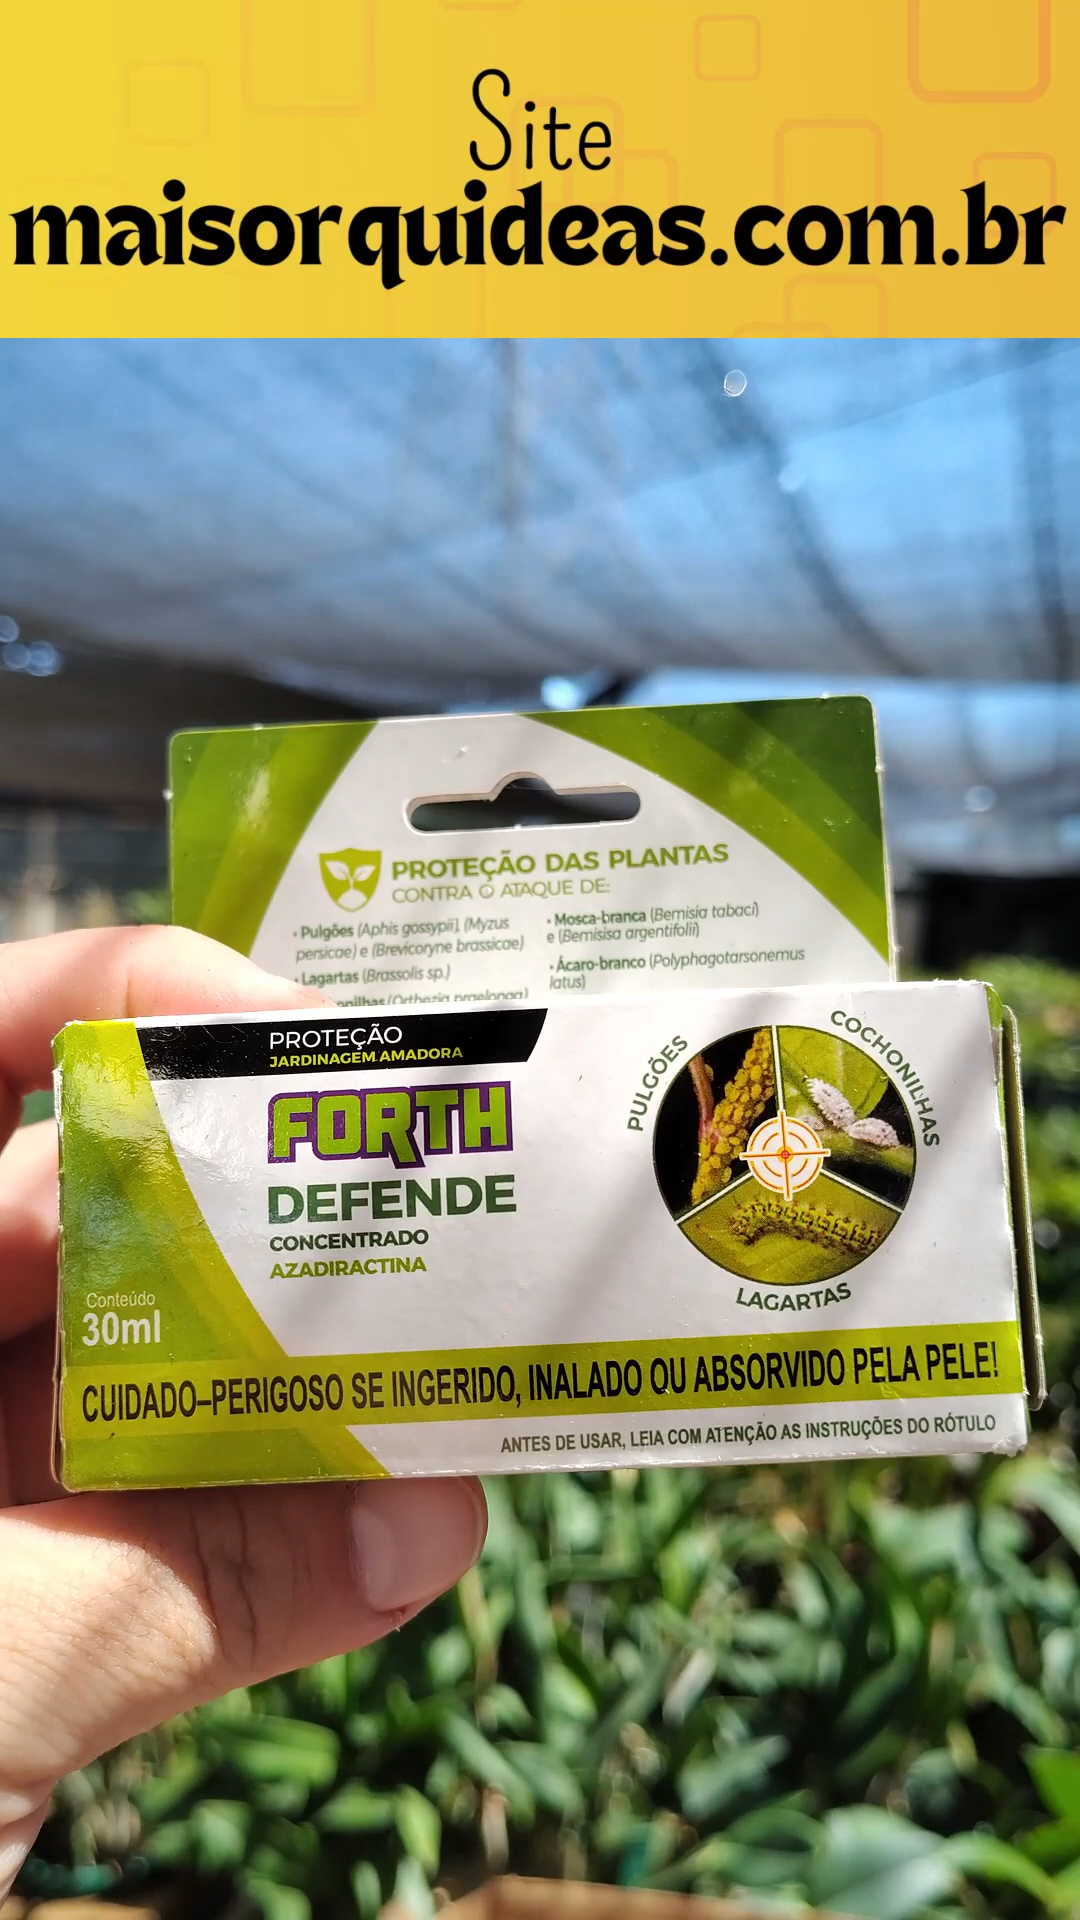 Site
maisorquideas.com.br
PROTEÇÃO DAS PLANTAS
CONTRA O ATAQUE DE:
• Pulgões (Aphis gossypii), (Myzus
persicae) e (Brevicoryne brassicae)
• Lagartas (Brassolis sp.)
(Orthezia praelonga)
• Mosca-branca (Bemisia tabaci)
e (Bemisisa argentifolii)
• Ácaro-branco (Polyphagotarsonemus
latus)
PROTEÇÃO
JARDINAGEM AMADORA
FORTH
DEFENDE
CONCENTRADO
AZADIRACTINA
Conteúdo
30ml
PULGÕES
COCHONILHAS
LAGARTAS
CUIDADO–PERIGOSO SE INGERIDO, INALADO OU ABSORVIDO PELA PELE!
ANTES DE USAR, LEIA COM ATENÇÃO AS INSTRUÇÕES DO RÓTULO